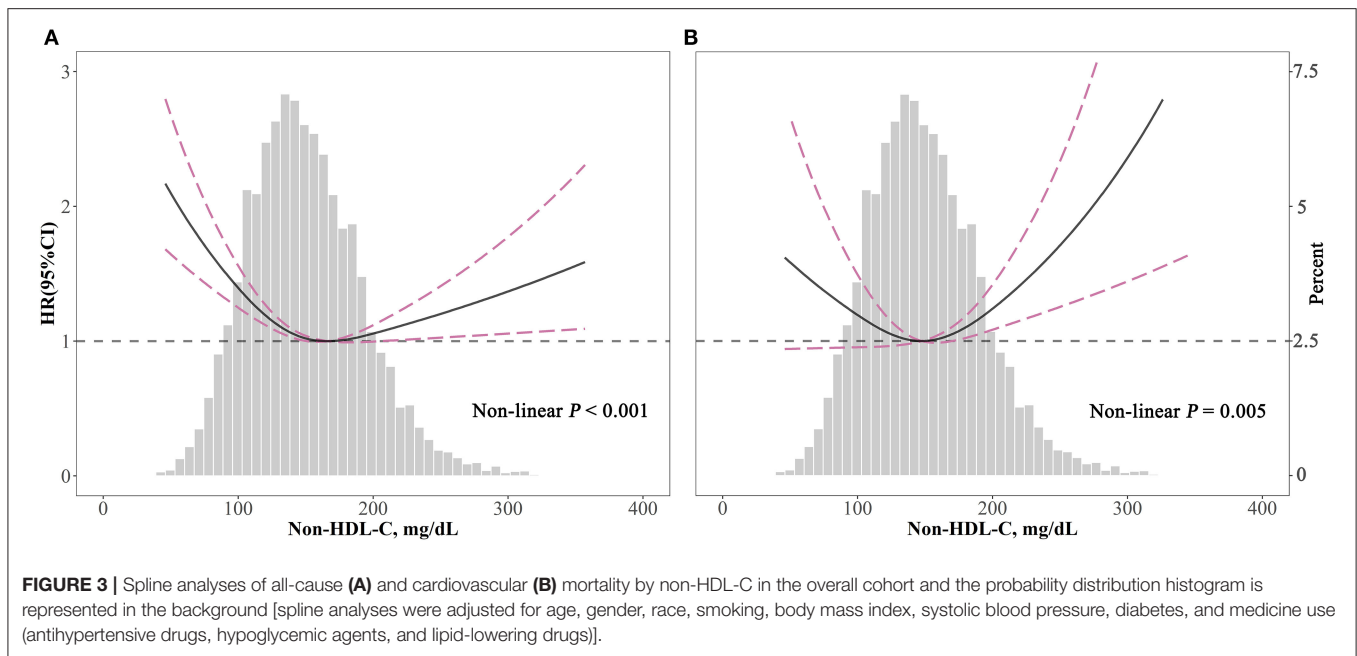 A
B
3
2
1
0
HR(95%CI)
Non-linear P < 0.001
0
100
200
300
400
Non-HDL-C, mg/dL
7.5
5
2.5
0
Percent
Non-linear P = 0.005
0
100
200
300
400
Non-HDL-C, mg/dL
FIGURE 3 | Spline analyses of all-cause (A) and cardiovascular (B) mortality by non-HDL-C in the overall cohort and the probability distribution histogram is
represented in the background [spline analyses were adjusted for age, gender, race, smoking, body mass index, systolic blood pressure, diabetes, and medicine use
(antihypertensive drugs, hypoglycemic agents, and lipid-lowering drugs)].